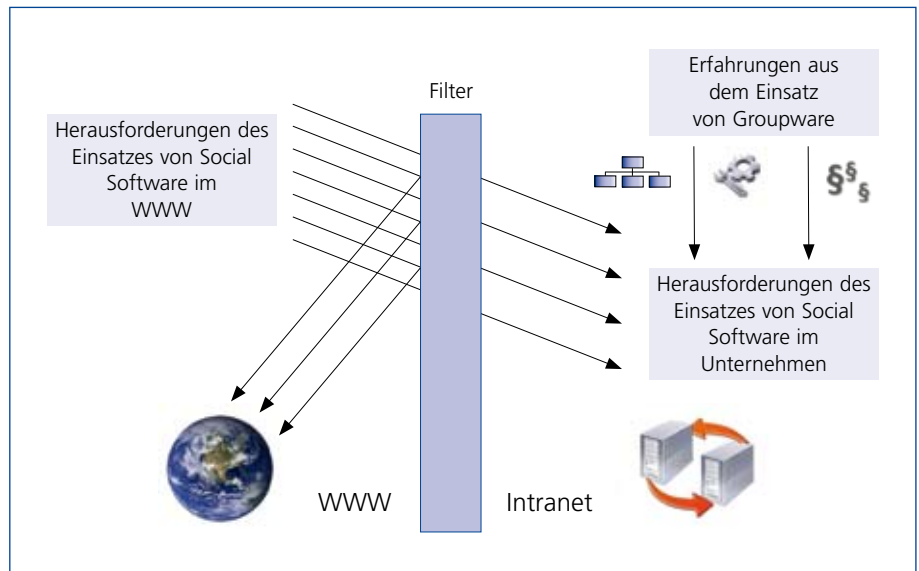 Filter
Herausforderungen des
Einsatzes von Social
Software im
WWW
Erfahrungen aus
dem Einsatz
von Groupware
§§§
Herausforderungen des
Einsatzes von Social
Software im
Unternehmen
WWW
Intranet